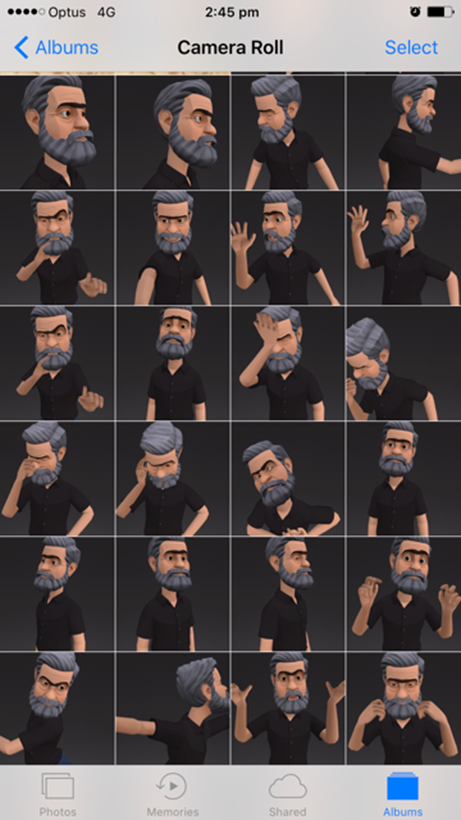 Optus 4G 2:45 pm
Albums Camera Roll Select
Photos Memories Shared Albums